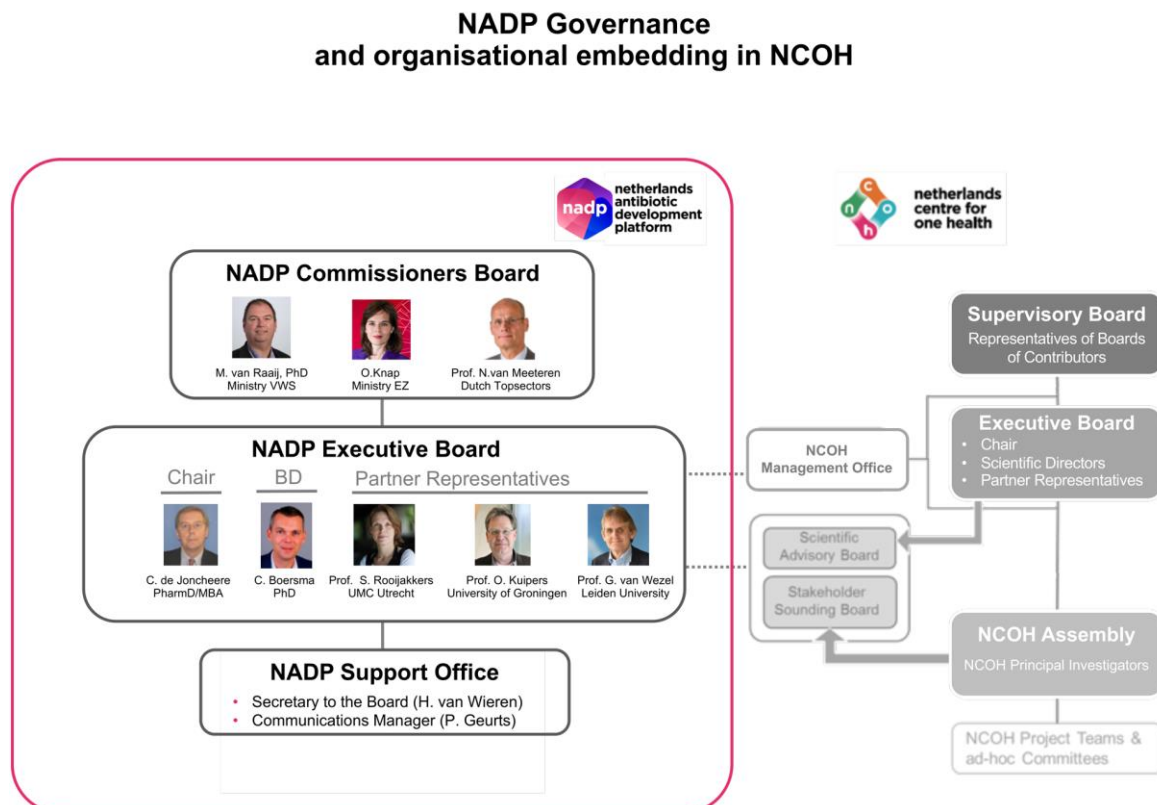 NADP Governance
and organisational embedding in NCOH
nadp
netherlands
antibiotic
development
platform
n c o h
netherlands
centre for
one health
NADP Commissioners Board
M. van Raaij, PhD
Ministry VWS
O.Knap
Ministry EZ
Prof. N.van Meeteren
Dutch Topsectors
NADP Executive Board
Chair
BD
Partner Representatives
C. de Joncheere
PharmD/MBA
C. Boersma
PhD
Prof. S. Rooijakkers
UMC Utrecht
Prof. O. Kuipers
University of Groningen
Prof. G. van Wezel
Leiden University
NADP Support Office
• Secretary to the Board (H. van Wieren)
• Communications Manager (P. Geurts)
NCOH
Management Office
Scientific
Advisory Board
Stakeholder
Sounding Board
Supervisory Board
Representatives of Boards
of Contributors
Executive Board
• Chair
• Scientific Directors
• Partner Representatives
NCOH Assembly
NCOH Principal Investigators
NCOH Project Teams &
ad-hoc Committees